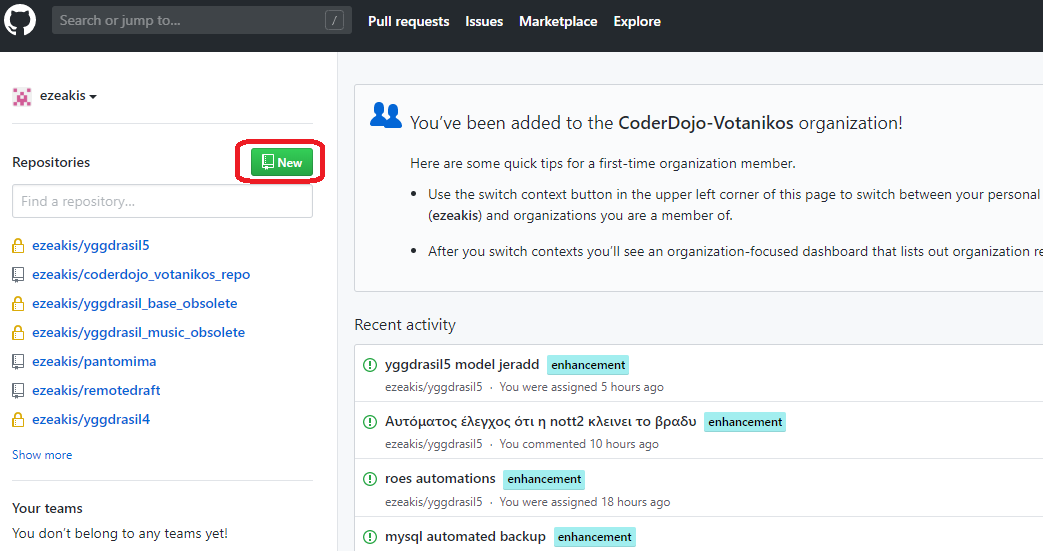 Search or jump to...
/
Pull requests
Issues
Marketplace
Explore
ezeakis
Repositories
New
Find a repository...
ezeakis/yggdrasil5
ezeakis/coderdojo_votanikos_repo
ezeakis/yggdrasil_base_obsolete
ezeakis/yggdrasil_music_obsolete
ezeakis/pantomima
ezeakis/remotedraft
ezeakis/yggdrasil4
Show more
Your teams
You don't belong to any teams yet!
You've been added to the CoderDojo-Votanikos organization!
Here are some quick tips for a first-time organization member.
• Use the switch context button in the upper left corner of this page to switch between your personal
(ezeakis) and organizations you are a member of.
• After you switch contexts you'll see an organization-focused dashboard that lists out organization re
Recent activity
yggdrasil5 model jeradd enhancement
ezeakis/yggdrasil5 · You were assigned 5 hours ago
Αυτόματος έλεγχος ότι η nott2 κλεινει το βραδυ enhancement
ezeakis/yggdrasil5 · You commented 10 hours ago
roes automations enhancement
ezeakis/yggdrasil5 · You were assigned 18 hours ago
mysql automated backup enhancement